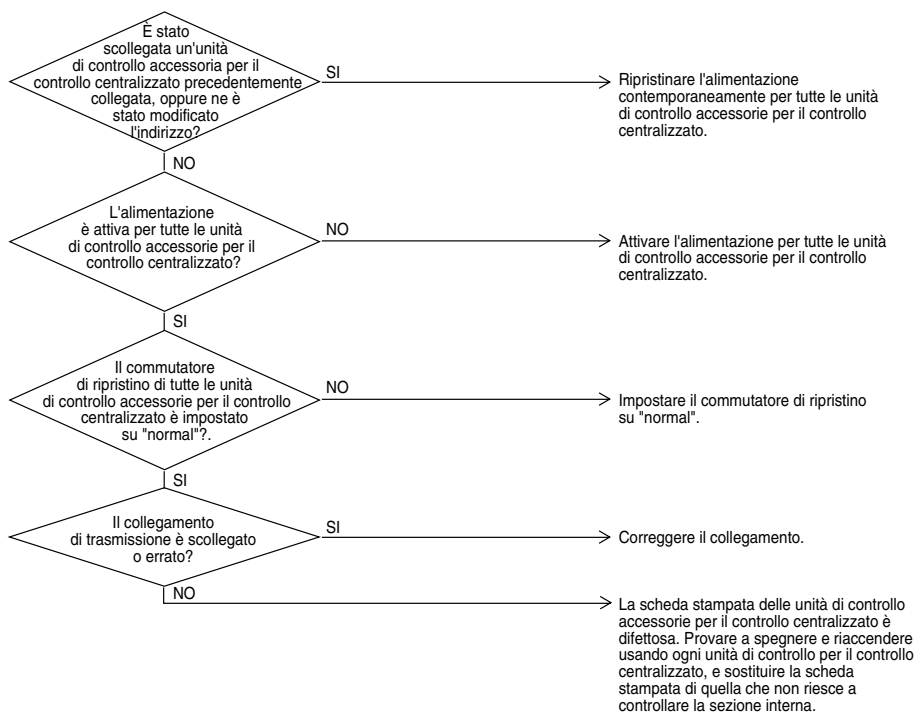 È stato
scollegata un'unità
di controllo accessoria per il
controllo centralizzato precedentemente
collegata, oppure ne è
stato modificato
l'indirizzo?
SI
Ripristinare l'alimentazione
contemporaneamente per tutte le unità
di controllo accessorie per il controllo
centralizzato.
NO
L'alimentazione
è attiva per tutte le unità
di controllo accessorie per il
controllo centralizzato?
NO
Attivare l'alimentazione per tutte le unità
di controllo accessorie per il controllo
centralizzato.
SI
Il commutatore
di ripristino di tutte le unità
di controllo accessorie per il controllo
centralizzato è impostato
su "normal"?.
NO
Impostare il commutatore di ripristino
su "normal".
SI
Il collegamento
di trasmissione è scollegato
o errato?
SI
Correggere il collegamento.
NO
La scheda stampata delle unità di controllo
accessorie per il controllo centralizzato è
difettosa. Provare a spegnere e riaccendere
usando ogni unità di controllo per il controllo
centralizzato, e sostituire la scheda
stampata di quella che non riesce a
controllare la sezione interna.